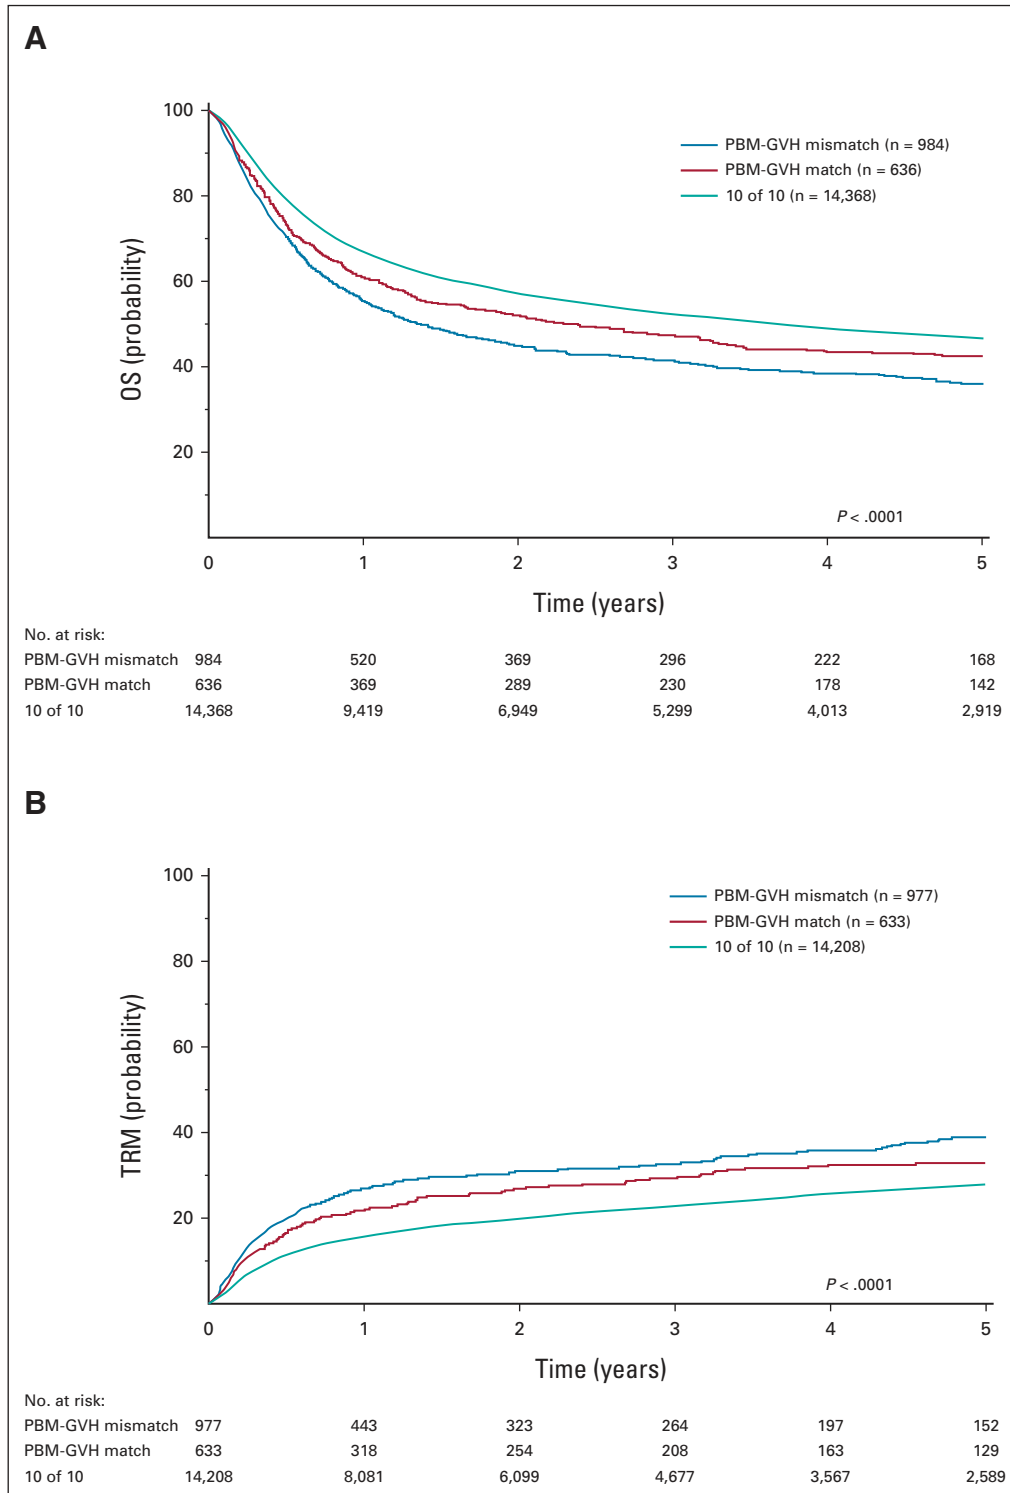 A
100
80
60
40
20
OS (probability)
PBM-GVH mismatch (n = 984)
PBM-GVH match (n = 636)
10 of 10 (n = 14,368)
P < .0001
0 1 2 3 4 5
Time (years)
No. at risk:
PBM-GVH mismatch 984 520 369 296 222 168
PBM-GVH match 636 369 289 230 178 142
10 of 10 14,368 9,419 6,949 5,299 4,013 2,919
B
100
80
60
40
20
TRM (probability)
PBM-GVH mismatch (n = 977)
PBM-GVH match (n = 633)
10 of 10 (n = 14,208)
P < .0001
0 1 2 3 4 5
Time (years)
No. at risk:
PBM-GVH mismatch 977 443 323 264 197 152
PBM-GVH match 633 318 254 208 163 129
10 of 10 14,208 8,081 6,099 4,677 3,567 2,589